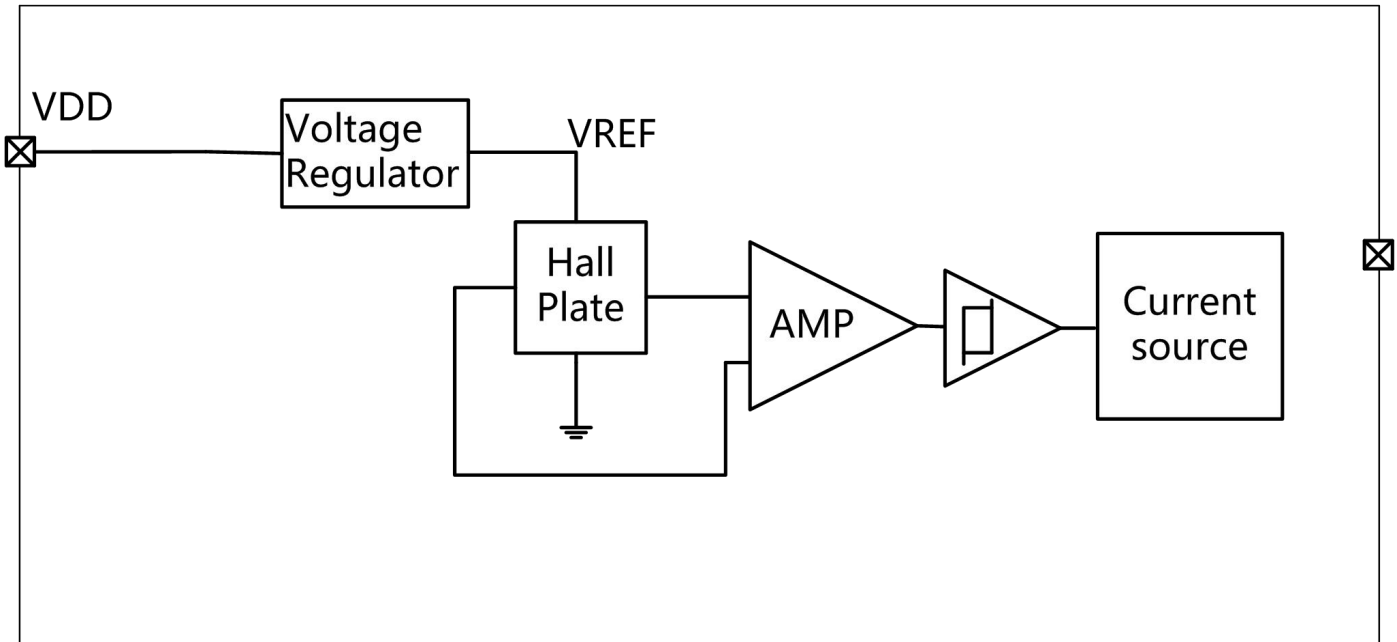 VDD
Voltage
Regulator
VREF
Hall
Plate
AMP
Current
source